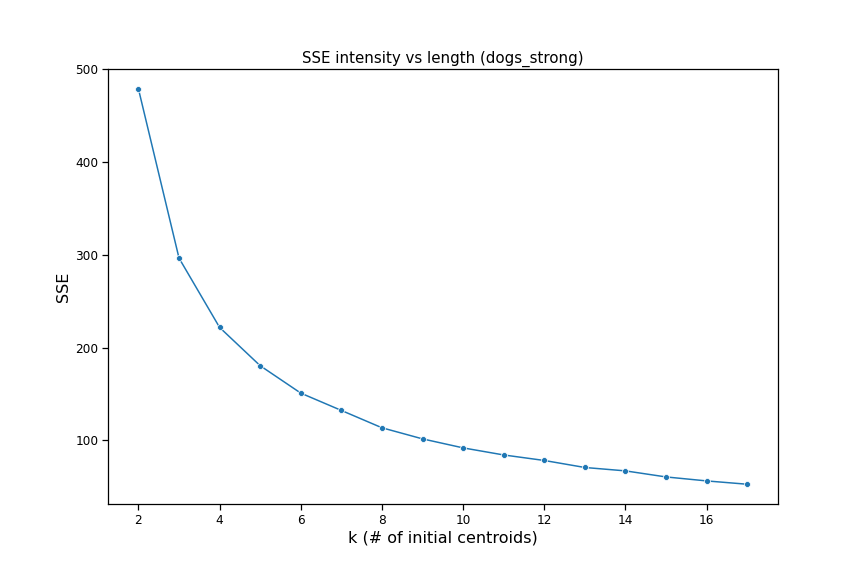 SSE intensity vs length (dogs_strong)
500
400
300
200
100
SSE
2 4 6 8 10 12 14 16
k (# of initial centroids)